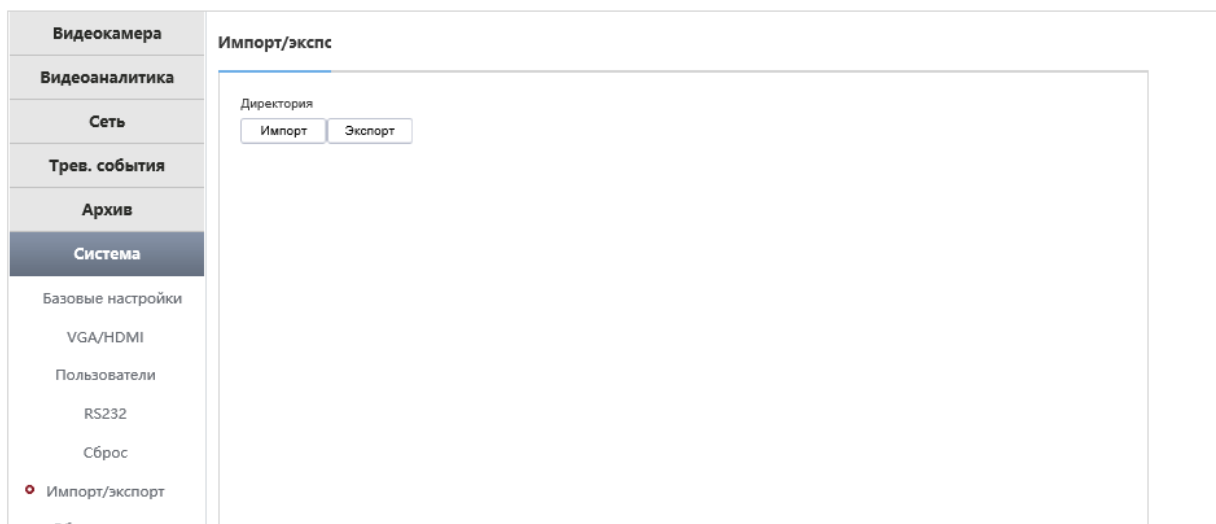 Видеокамера
Видеоаналитика
Сеть
Трев. события
Архив
Система
Базовые настройки
VGA/HDMI
Пользователи
RS232
Сброс
Импорт/экспорт
Импорт/экспс
Директория
Импорт Экспорт